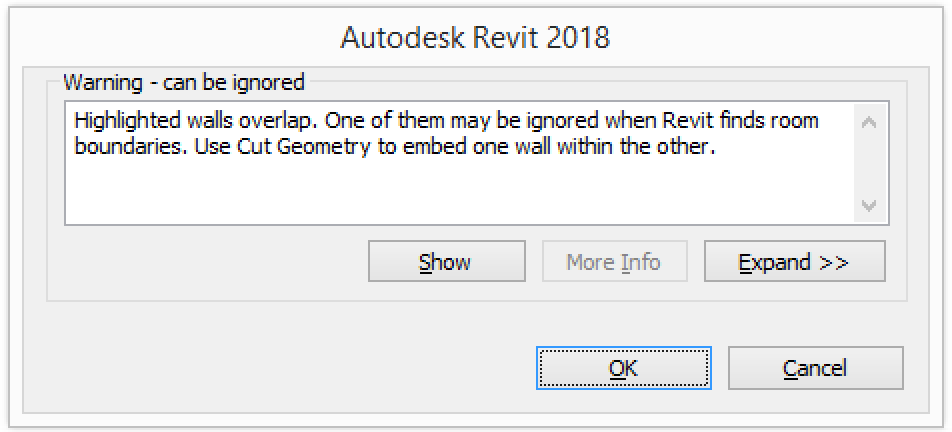 Autodesk Revit 2018
Warning - can be ignored
Highlighted walls overlap. One of them may be ignored when Revit finds room
boundaries. Use Cut Geometry to embed one wall within the other.
Show
More Info
Expand >>
OK
Cancel